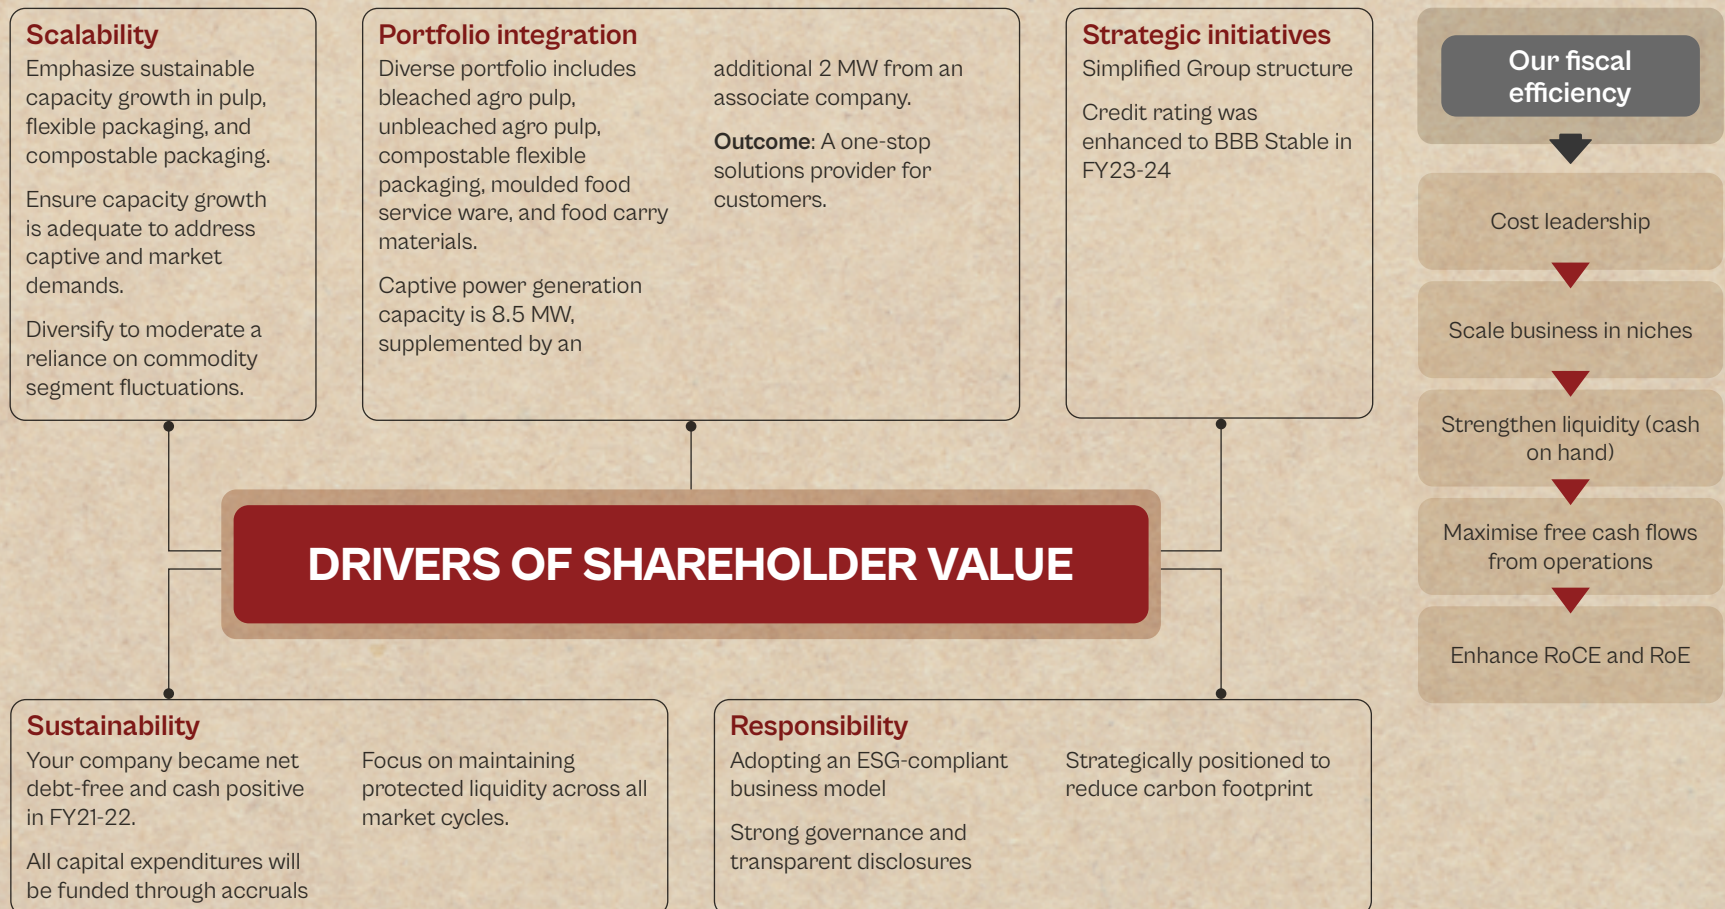 Scalability
Emphasize sustainable
capacity growth in pulp,
flexible packaging, and
compostable packaging.
Ensure capacity growth
is adequate to address
captive and market
demands.
Diversify to moderate a
reliance on commodity
segment fluctuations.
Portfolio integration
Diverse portfolio includes
bleached agro pulp,
unbleached agro pulp,
compostable flexible
packaging, moulded food
service ware, and food carry
materials.
Captive power generation
capacity is 8.5 MW,
supplemented by an
additional 2 MW from an
associate company.
Outcome: A one-stop
solutions provider for
customers.
Strategic initiatives
Simplified Group structure
Credit rating was
enhanced to BBB Stable in
FY23-24
DRIVERS OF SHAREHOLDER VALUE
Sustainability
Your company became net
debt-free and cash positive
in FY21-22.
All capital expenditures will
be funded through accruals
Focus on maintaining
protected liquidity across all
market cycles.
Responsibility
Adopting an ESG-compliant
business model
Strong governance and
transparent disclosures
Strategically positioned to
reduce carbon footprint
Our fiscal
efficiency
Cost leadership
Scale business in niches
Strengthen liquidity (cash
on hand)
Maximise free cash flows
from operations
Enhance RoCE and RoE